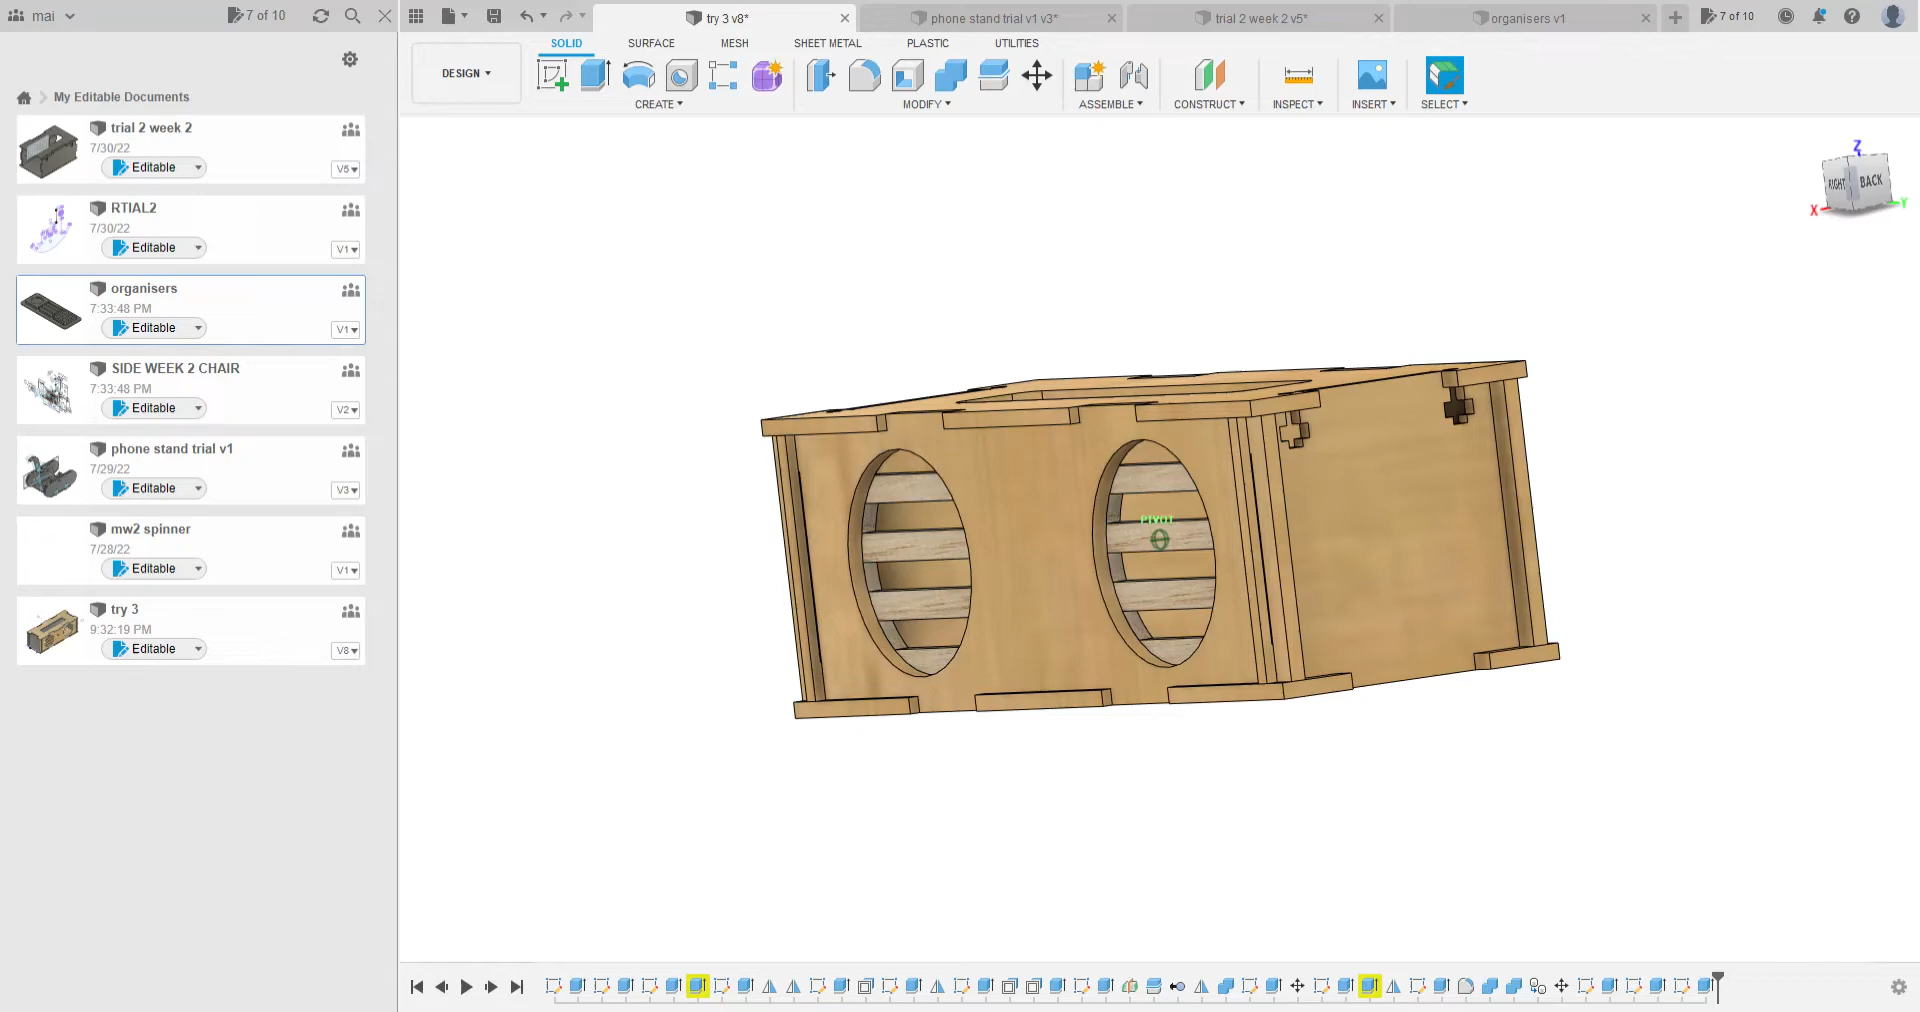 mai
7 of 10
try 3 v8*
phone stand trial v1 v3*
trial 2 week 2 v5*
organisers v1
7 of 10
SOLID
SURFACE
MESH
SHEET METAL
PLASTIC
UTILITIES
DESIGN
CREATE
MODIFY
ASSEMBLE
CONSTRUCT
INSPECT
INSERT
SELECT
My Editable Documents
trial 2 week 2
7/30/22
Editable
V5
RTIAL2
7/30/22
Editable
V1
organisers
7:33:48 PM
Editable
V1
SIDE WEEK 2 CHAIR
7:33:48 PM
Editable
V2
phone stand trial v1
7/29/22
Editable
V3
mw2 spinner
7/28/22
Editable
V1
try 3
9:32:19 PM
Editable
V8
Z
RIGHT
BACK
X
Y
PIVOT